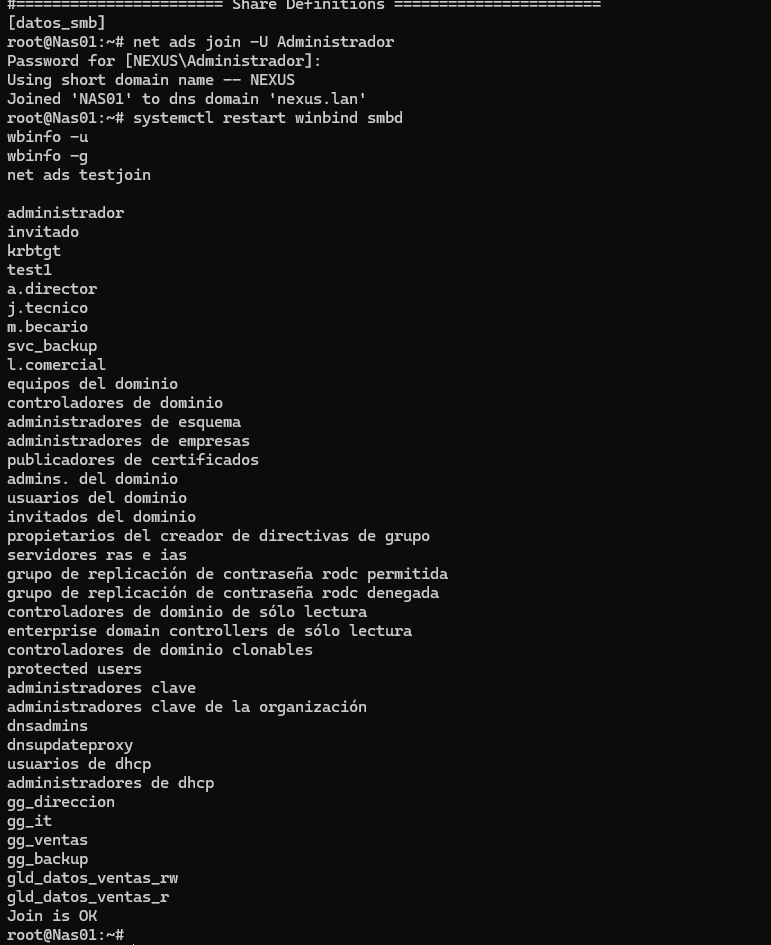 #======================= Share Definitions =======================
[datos_smb]
root@Nas01:~# net ads join -U Administrador
Password for [NEXUS\Administrador]:
Using short domain name -- NEXUS
Joined 'NAS01' to dns domain 'nexus.lan'
root@Nas01:~# systemctl restart winbind smbd
wbinfo -u
wbinfo -g
net ads testjoin

administrador
invitado
krbtgt
test1
a.director
j.tecnico
m.becario
svc_backup
l.comercial
equipos del dominio
controladores de dominio
administradores de esquema
administradores de empresas
publicadores de certificados
admins. del dominio
usuarios del dominio
invitados del dominio
propietarios del creador de directivas de grupo
servidores ras e ias
grupo de replicación de contraseña rodc permitida
grupo de replicación de contraseña rodc denegada
controladores de dominio de sólo lectura
enterprise domain controllers de sólo lectura
controladores de dominio clonables
protected users
administradores clave
administradores clave de la organización
dnsadmins
dnsupdateproxy
usuarios de dhcp
administradores de dhcp
gg_direccion
gg_it
gg_ventas
gg_backup
gld_datos_ventas_rw
gld_datos_ventas_r
Join is OK
root@Nas01:~#